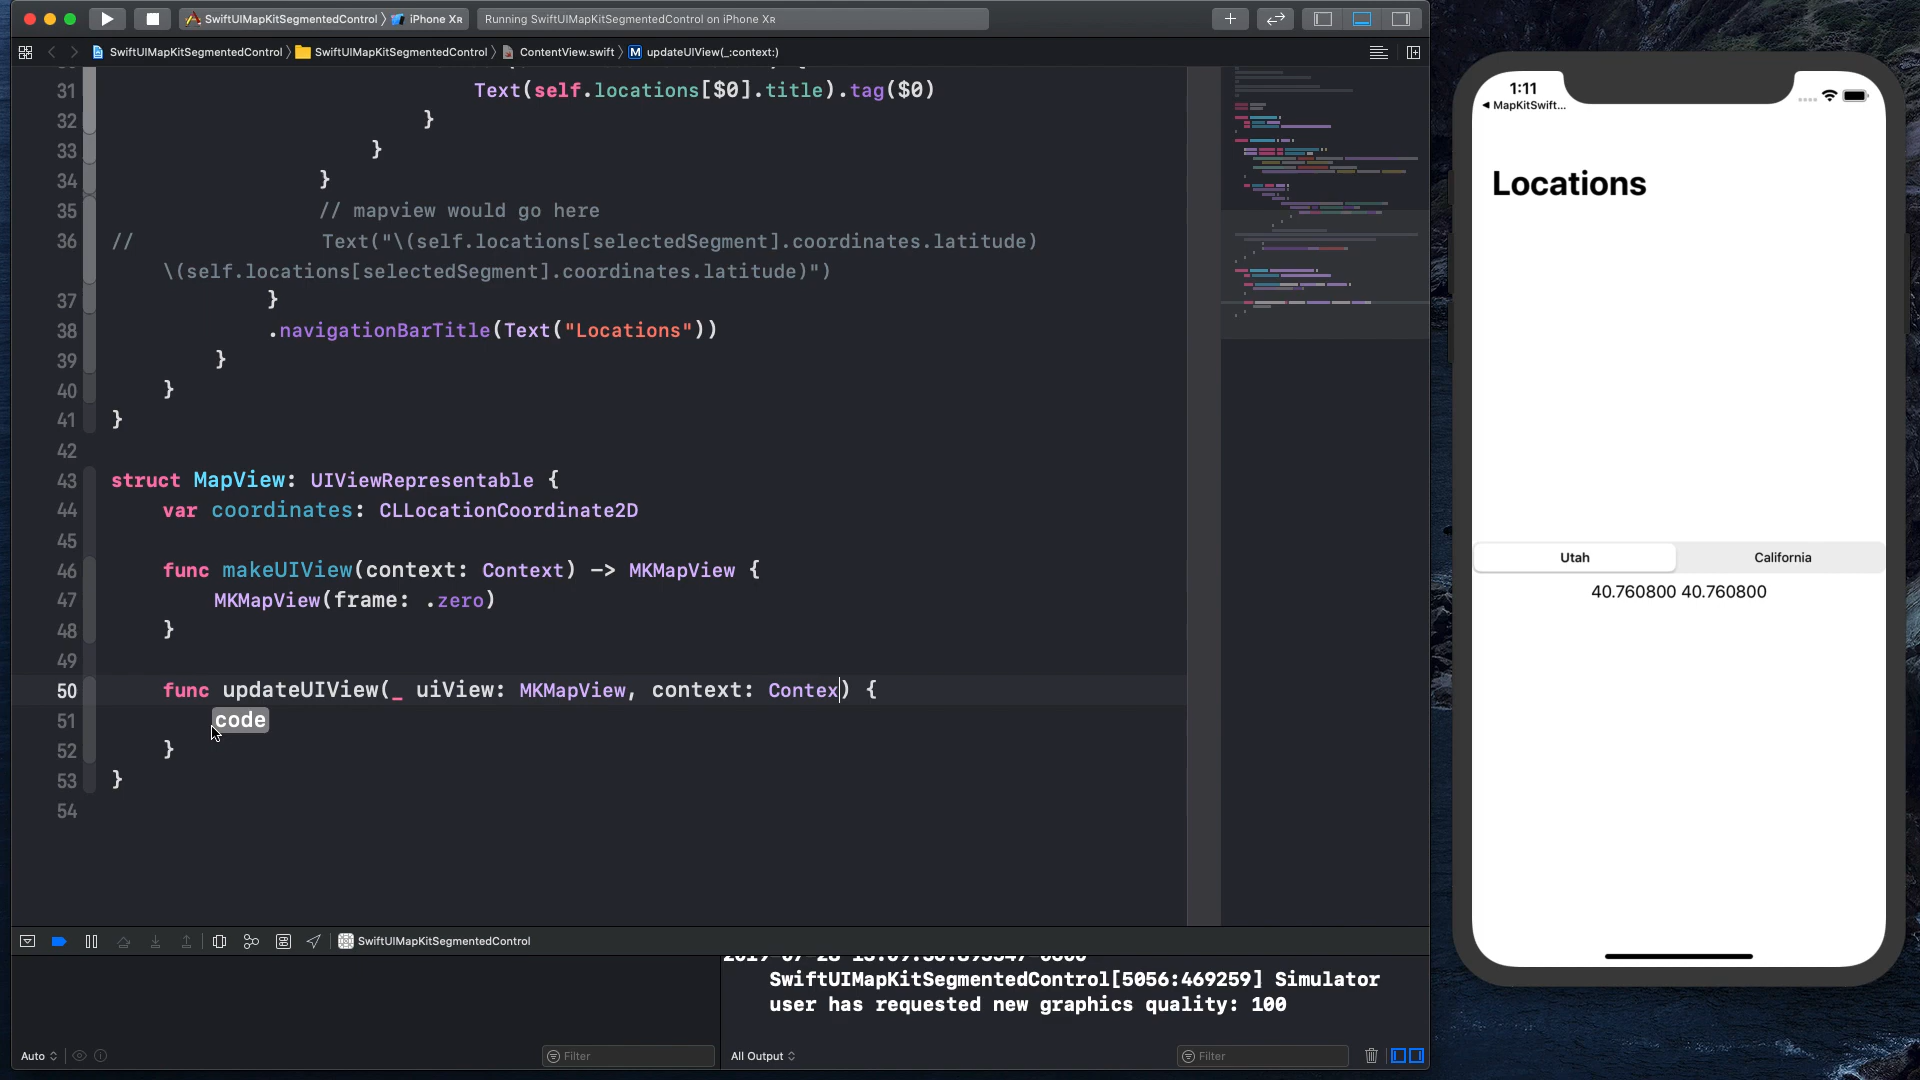 SwiftUIMapKitSegmentedControl
iPhone XR
Running SwiftUIMapKitSegmentedControl on iPhone XR
SwiftUIMapKitSegmentedControl
SwiftUIMapKitSegmentedControl
ContentView.swift
M
updateUIView(_:context:)
31 Text(self.locations[$0].title).tag($0)
32 }
33 }
34 }
35 // mapview would go here
36 // Text("\(self.locations[selectedSegment].coordinates.latitude)
\(self.locations[selectedSegment].coordinates.latitude)")
37 }
38 .navigationBarTitle(Text("Locations"))
39 }
40 }
41 }
42
43 struct MapView: UIViewRepresentable {
44 var coordinates: CLLocationCoordinate2D
45
46 func makeUIView(context: Context) -> MKMapView {
47 MKMapView(frame: .zero)
48 }
49
50 func updateUIView(_ uiView: MKMapView, context: Contex) {
51 code
52 }
53 }
54
SwiftUIMapKitSegmentedControl
SwiftUIMapKitSegmentedControl[5056:469259] Simulator
user has requested new graphics quality: 100
Auto
Filter
All Output
Filter
1:11
◀ MapKitSwift...
Locations
Utah
California
40.760800 40.760800